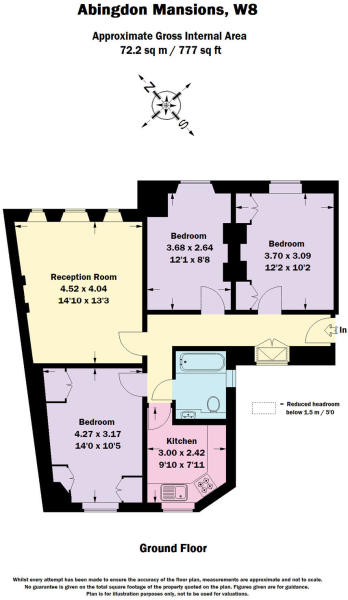 Abingdon Mansions, W8
Approximate Gross Internal Area
72.2 sq m / 777 sq ft
N
S
Bedroom
3.68 x 2.64
12'1 x 8'8
Bedroom
3.70 x 3.09
12'2 x 10'2
Reception Room
4.52 x 4.04
14'10 x 13'3
In
= Reduced headroom
below 1.5 m / 5'0
Bedroom
4.27 x 3.17
14'0 x 10'5
Kitchen
3.00 x 2.42
9'10 x 7'11
Ground Floor
Whilst every attempt has been made to ensure the accuracy of the floor plan, measurements are approximate and not to scale.
No guarantee is given on the total square footage of the property quoted on the plan. Figures given are for guidance.
Plan is for illustration purposes only, not to be used for valuations.